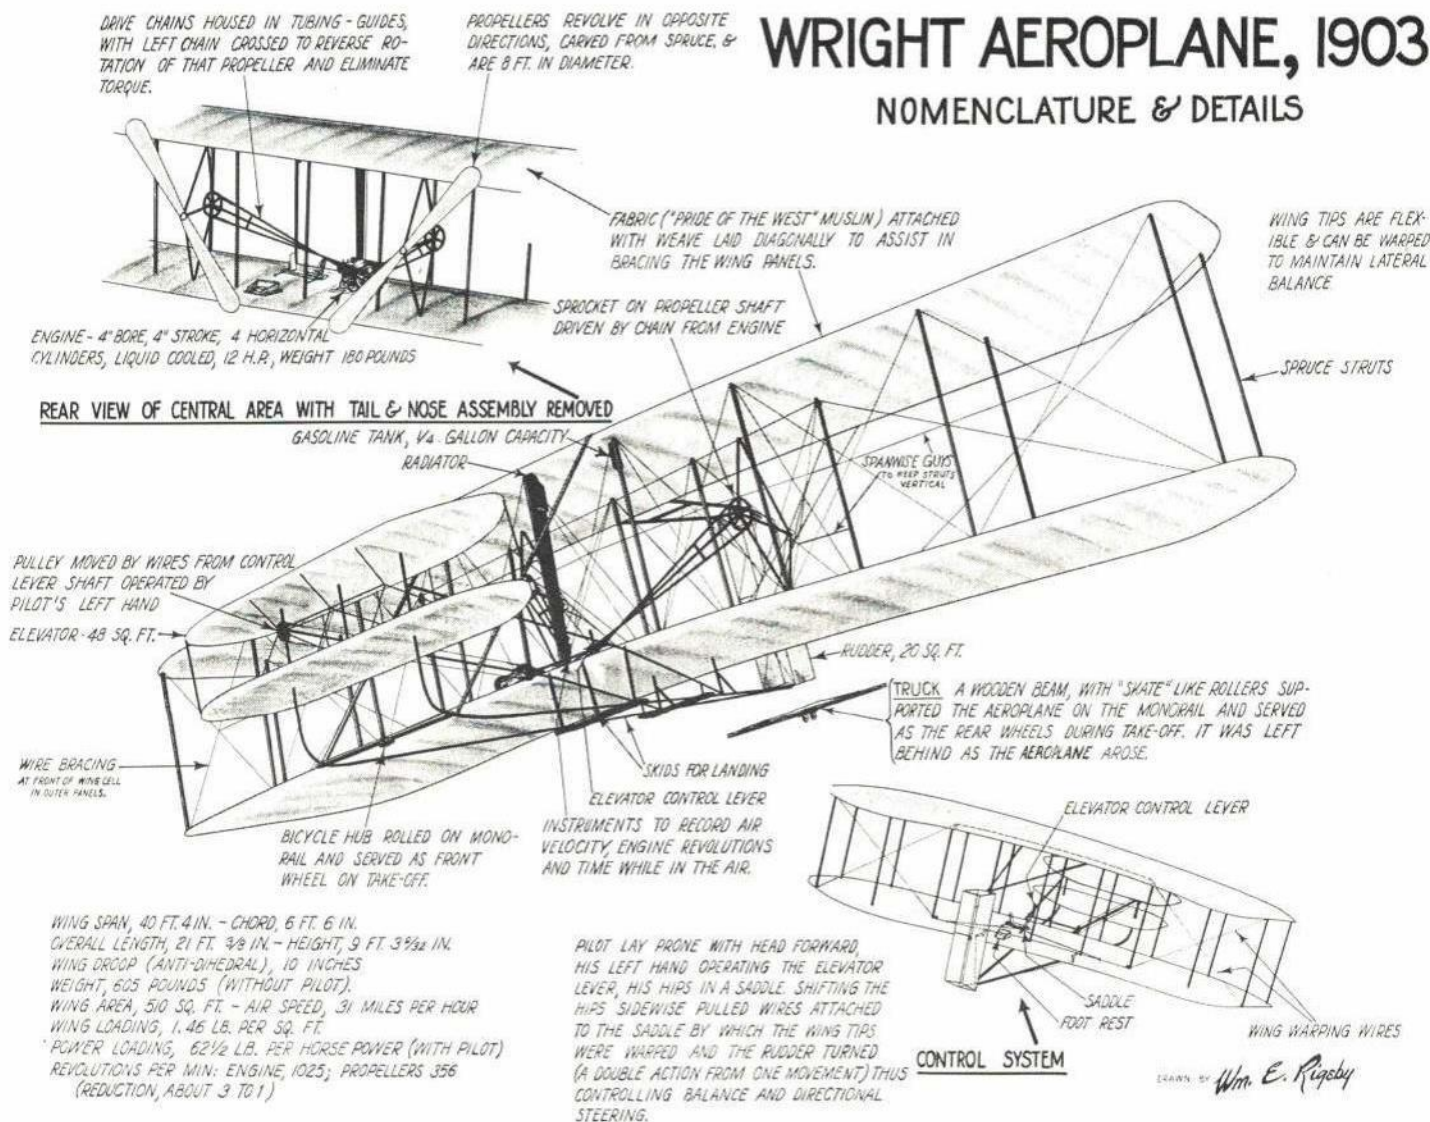 WRIGHT AEROPLANE, 1903
NOMENCLATURE & DETAILS
DRIVE CHAINS HOUSED IN TUBING-GUIDES,
WITH LEFT CHAIN CROSSED TO REVERSE RO-
TATION OF THAT PROPELLER AND ELIMINATE
TORQUE.
PROPELLERS REVOLVE IN OPPOSITE
DIRECTIONS, CARVED FROM SPRUCE, &
ARE 8 FT. IN DIAMETER.
FABRIC ("PRIDE OF THE WEST" MUSLIN) ATTACHED
WITH WEAVE LAID DIAGONALLY TO ASSIST IN
BRACING THE WING PANELS.
WING TIPS ARE FLEX-
IBLE & CAN BE WARPED
TO MAINTAIN LATERAL
BALANCE
SPROCKET ON PROPELLER SHAFT
DRIVEN BY CHAIN FROM ENGINE
ENGINE - 4" BORE, 4" STROKE, 4 HORIZONTAL
CYLINDERS, LIQUID COOLED, 12 H.P., WEIGHT 180 POUNDS
SPRUCE STRUTS
REAR VIEW OF CENTRAL AREA WITH TAIL & NOSE ASSEMBLY REMOVED
GASOLINE TANK, 1/4 GALLON CAPACITY
RADIATOR
SPANWISE GUYS
TO KEEP STRUTS
VERTICAL
PULLEY MOVED BY WIRES FROM CONTROL
LEVER SHAFT OPERATED BY
PILOT'S LEFT HAND
ELEVATOR - 48 SQ. FT.
RUDDER, 20 SQ. FT.
TRUCK A WOODEN BEAM, WITH "SKATE" LIKE ROLLERS SUP-
PORTED THE AEROPLANE ON THE MONORAIL AND SERVED
AS THE REAR WHEELS DURING TAKE-OFF. IT WAS LEFT
BEHIND AS THE AEROPLANE AROSE.
WIRE BRACING
AT FRONT OF WING CELL
IN OUTER PANELS.
SKIDS FOR LANDING
ELEVATOR CONTROL LEVER
INSTRUMENTS TO RECORD AIR
VELOCITY, ENGINE REVOLUTIONS
AND TIME WHILE IN THE AIR.
BICYCLE HUB ROLLED ON MONO-
RAIL AND SERVED AS FRONT
WHEEL ON TAKE-OFF.
ELEVATOR CONTROL LEVER
SADDLE
FOOT REST
WING WARPING WIRES
CONTROL SYSTEM
WING SPAN, 40 FT. 4 IN. - CHORD, 6 FT. 6 IN.
OVERALL LENGTH, 21 FT. 3/8 IN. - HEIGHT, 9 FT. 3 5/32 IN.
WING DROOP (ANTI-DIHEDRAL), 10 INCHES
WEIGHT, 605 POUNDS (WITHOUT PILOT).
WING AREA, 510 SQ. FT. - AIR SPEED, 31 MILES PER HOUR
WING LOADING, 1.46 LB. PER SQ. FT.
POWER LOADING, 62 1/2 LB. PER HORSE POWER (WITH PILOT)
REVOLUTIONS PER MIN: ENGINE, 1025; PROPELLERS 356
(REDUCTION, ABOUT 3 TO 1)
PILOT LAY PRONE WITH HEAD FORWARD,
HIS LEFT HAND OPERATING THE ELEVATOR
LEVER, HIS HIPS IN A SADDLE. SHIFTING THE
HIPS SIDEWISE PULLED WIRES ATTACHED
TO THE SADDLE BY WHICH THE WING TIPS
WERE WARPED AND THE RUDDER TURNED
(A DOUBLE ACTION FROM ONE MOVEMENT) THUS
CONTROLLING BALANCE AND DIRECTIONAL
STEERING.
DRAWN BY Wm. E. Rigsby